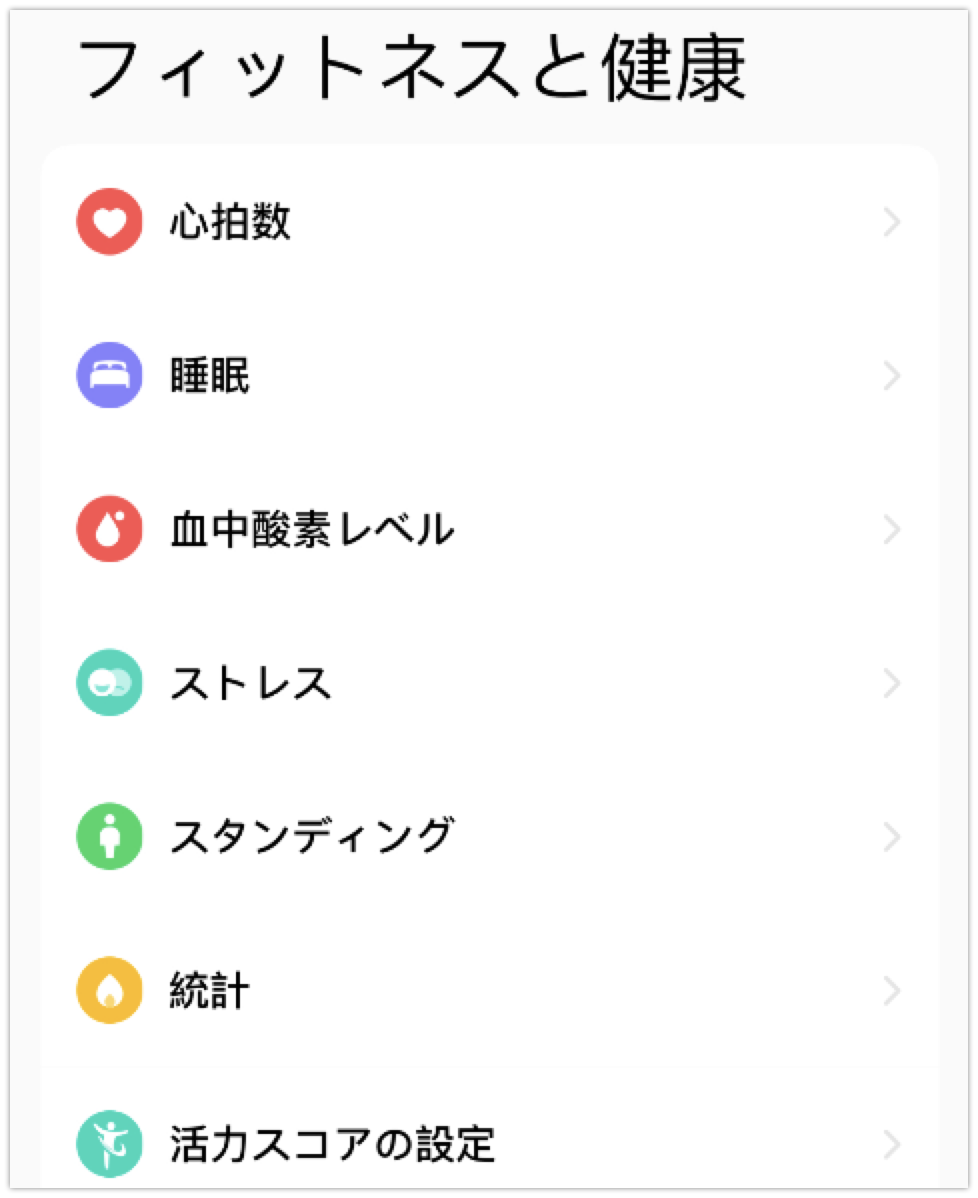 フィットネスと健康
心拍数
睡眠
血中酸素レベル
ストレス
スタンディング
統計
活力スコアの設定